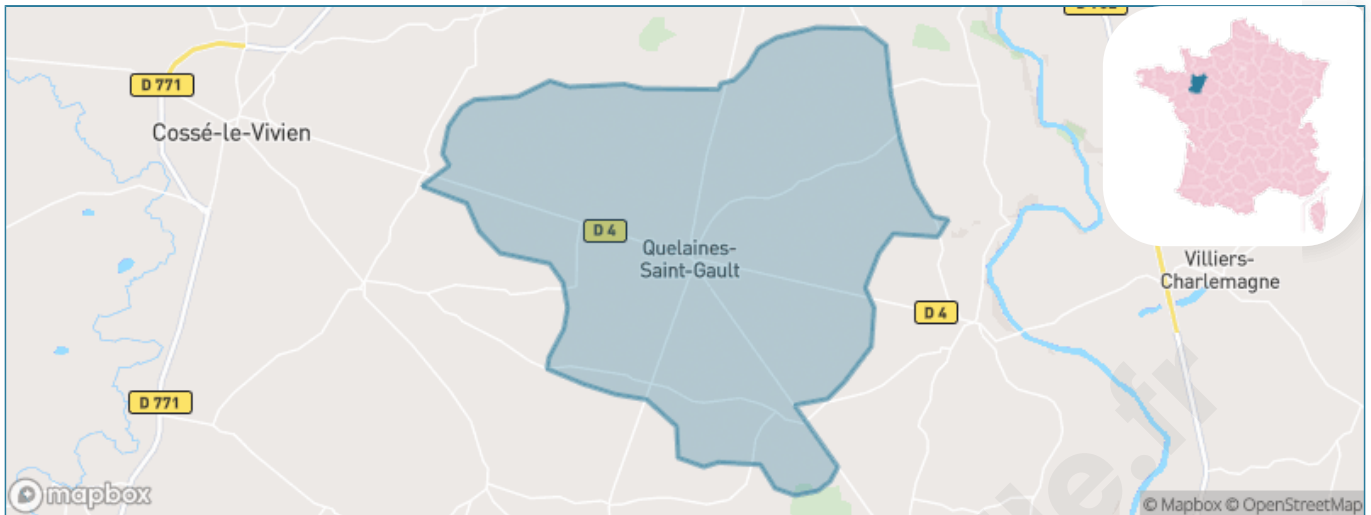 D 771
Cossé-le-Vivien
D 4
Quelaines-
Saint-Gault
Villiers-
Charlemagne
D 4
D 771
mapbox
© Mapbox © OpenStreetMap